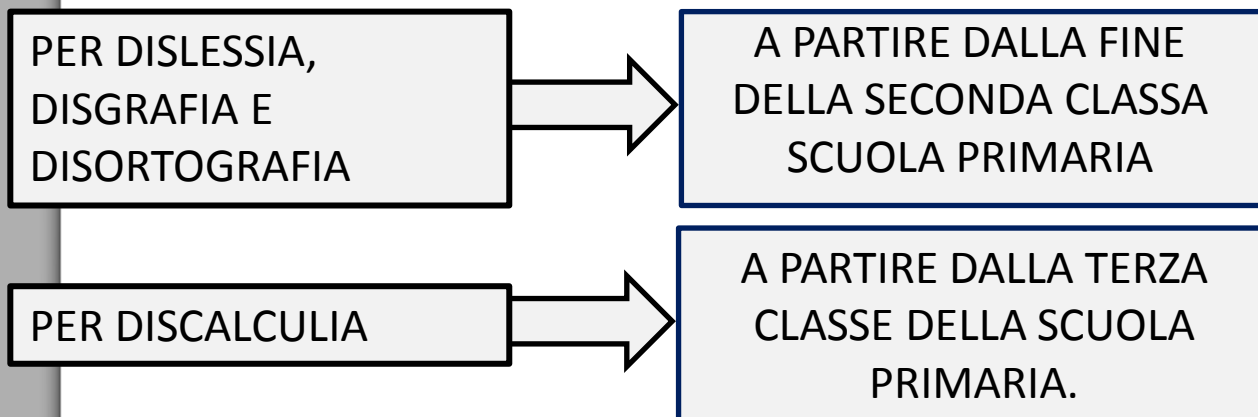 PER DISLESSIA,
DISGRAFIA E
DISORTOGRAFIA
A PARTIRE DALLA FINE
DELLA SECONDA CLASSA
SCUOLA PRIMARIA
PER DISCALCULIA
A PARTIRE DALLA TERZA
CLASSE DELLA SCUOLA
PRIMARIA.